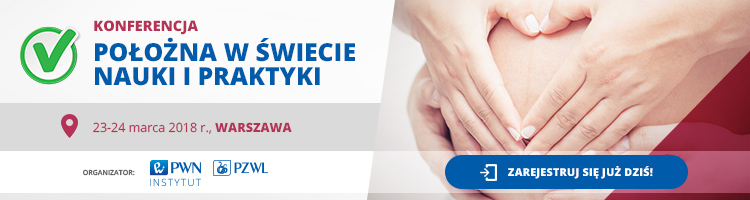 KONFERENCJA
POŁOŻNA W ŚWIECIE
NAUKI I PRAKTYKI
23-24 marca 2018 r., WARSZAWA
ORGANIZATOR:
PWN
INSTYTUT
PZWL
ZAREJESTRUJ SIĘ JUŻ DZIŚ!